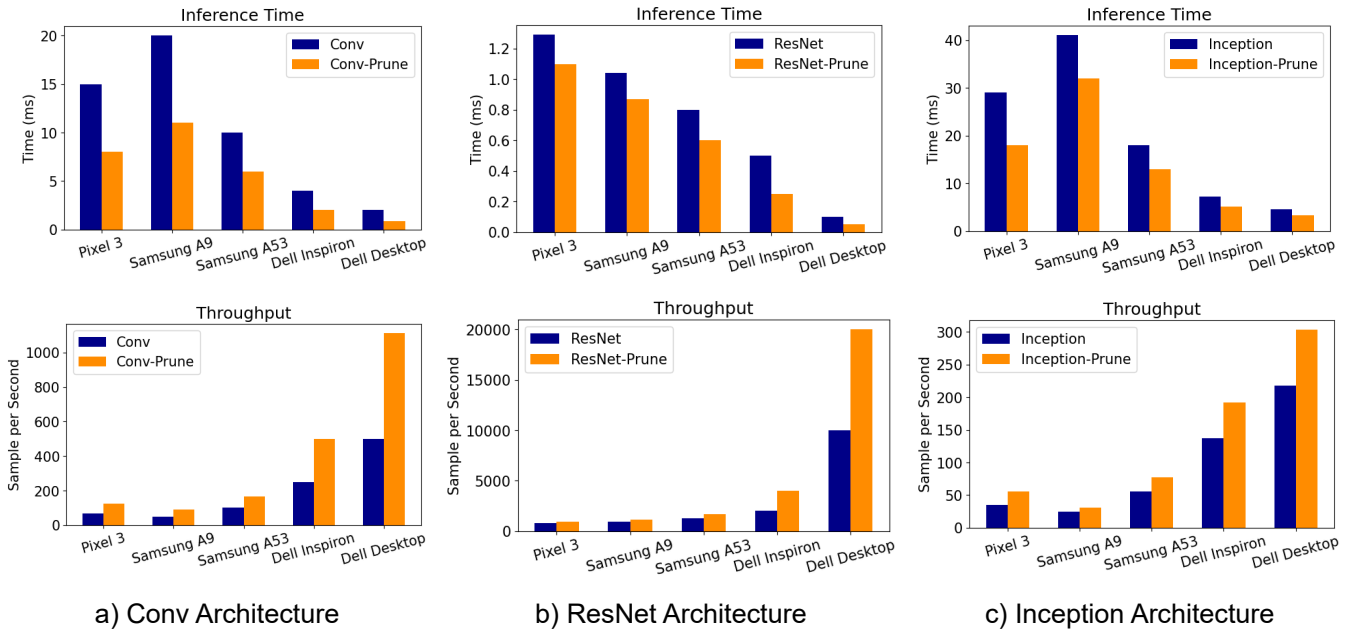 Inference Time
20
15
10
5
0
Time (ms)
Conv
Conv-Prune
Pixel 3
Samsung A9
Samsung A53
Dell Inspiron
Dell Desktop
Throughput
1000
800
600
400
200
0
Sample per Second
Conv
Conv-Prune
Pixel 3
Samsung A9
Samsung A53
Dell Inspiron
Dell Desktop
a) Conv Architecture
Inference Time
1.2
1.0
0.8
0.6
0.4
0.2
0.0
Time (ms)
ResNet
ResNet-Prune
Pixel 3
Samsung A9
Samsung A53
Dell Inspiron
Dell Desktop
Throughput
20000
15000
10000
5000
0
Sample per Second
ResNet
ResNet-Prune
Pixel 3
Samsung A9
Samsung A53
Dell Inspiron
Dell Desktop
b) ResNet Architecture
Inference Time
40
30
20
10
0
Time (ms)
Inception
Inception-Prune
Pixel 3
Samsung A9
Samsung A53
Dell Inspiron
Dell Desktop
Throughput
300
250
200
150
100
50
0
Sample per Second
Inception
Inception-Prune
Pixel 3
Samsung A9
Samsung A53
Dell Inspiron
Dell Desktop
c) Inception Architecture